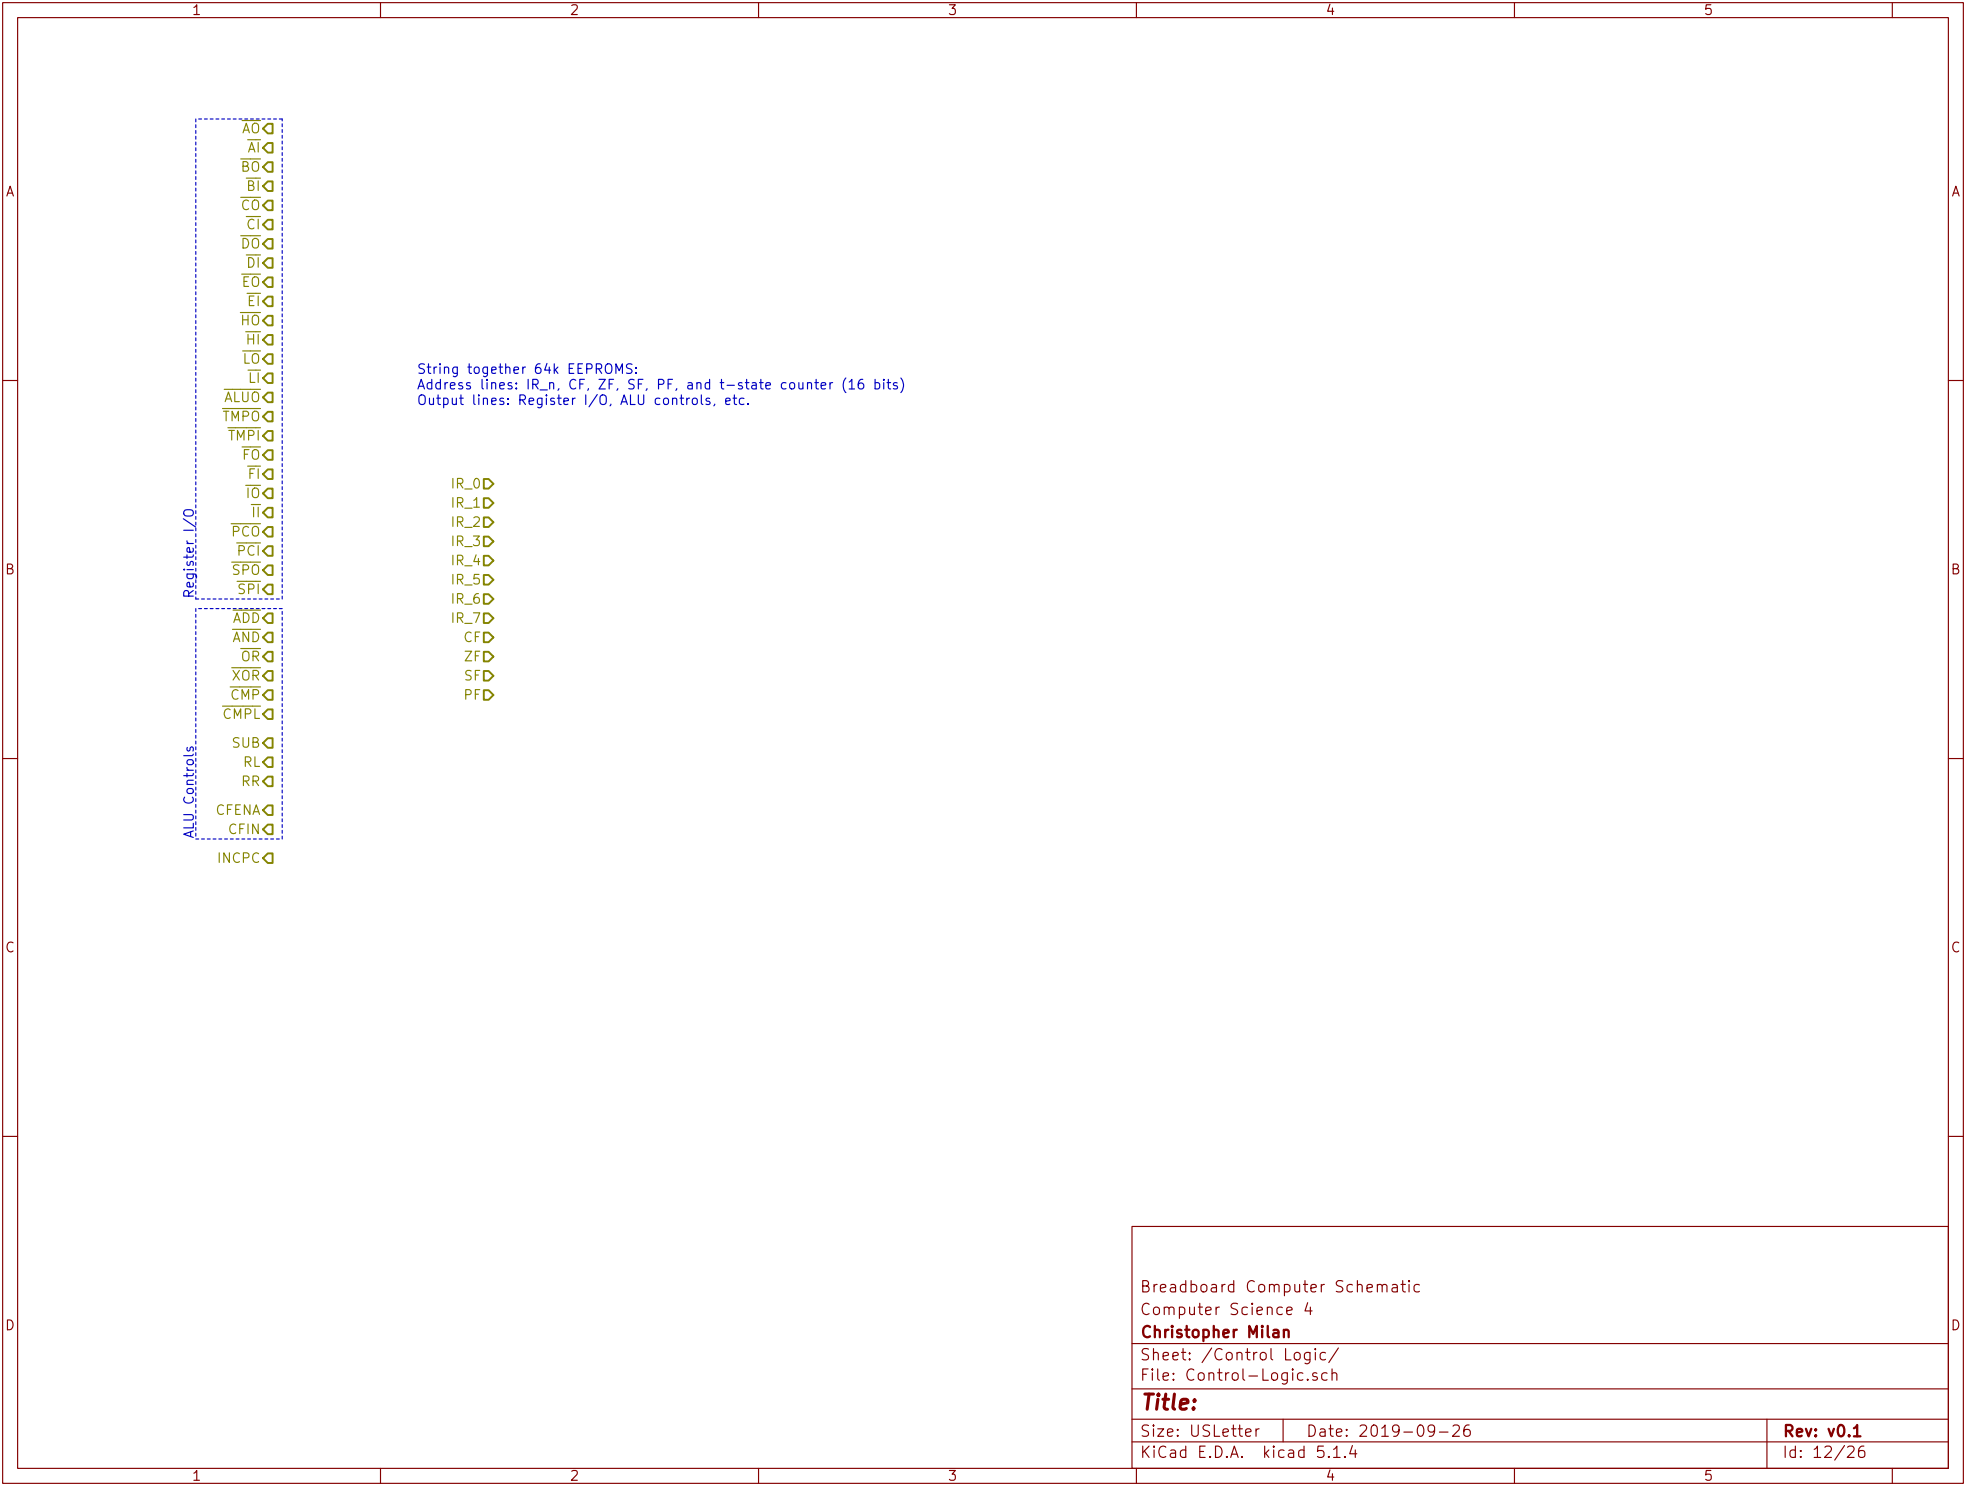 1 2 3 4 5
A A
B B
C C
D D
AO
AI
BO
BI
CO
CI
DO
DI
EO
EI
HO
HI
LO
LI
ALUO
TMPO
TMPI
FO
FI
IO
II
PCO
PCI
SPO
SPI
Register I/O
ADD
AND
OR
XOR
CMP
CMPL
SUB
RL
RR
CFENA
CFIN
ALU Controls
INCPC
String together 64k EEPROMS:
Address lines: IR_n, CF, ZF, SF, PF, and t-state counter (16 bits)
Output lines: Register I/O, ALU controls, etc.
IR_0
IR_1
IR_2
IR_3
IR_4
IR_5
IR_6
IR_7
CF
ZF
SF
PF
Breadboard Computer Schematic
Computer Science 4
Christopher Milan
Sheet: /Control Logic/
File: Control-Logic.sch
Title:
Size: USLetter Date: 2019-09-26 Rev: v0.1
KiCad E.D.A. kicad 5.1.4 Id: 12/26
1 2 3 4 5